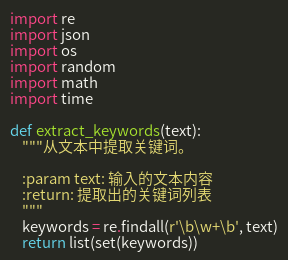 import re
import json
import os
import random
import math
import time

def extract_keywords(text):
    """从文本中提取关键词。

    :param text: 输入的文本内容
    :return: 提取出的关键词列表
    """
    keywords = re.findall(r'\b\w+\b', text)
    return list(set(keywords))